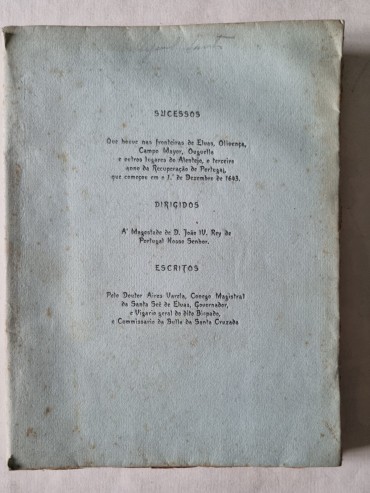 SUCESSOS
Que houve nas fronteiras de Elvas, Olivença,
Campo Mayor, Ouguella
e outros lugares do Alentejo, o terceiro
anno da Recuperação de Portugal,
que começou em o 1.º de Dezembro de 1643.
DIRIGIDOS
A' Magestade de D. João IV, Rey de
Portugal Nosso Senhor.
ESCRITOS
Pelo Doutor Aires Varela, Conego Magistral
da Santa Seé de Elvas, Governador,
e Vigario geral do dito Bispado,
e Commissario da Bulla da Santa Cruzada